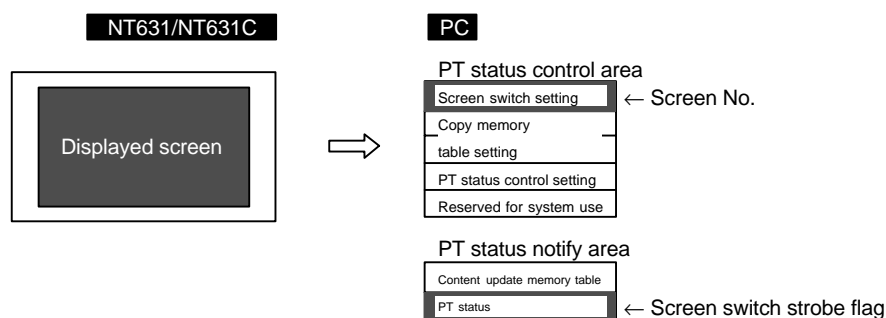 NT631/NT631C
PC
PT status control area
Screen switch setting
← Screen No.
Copy memory
table setting
PT status control setting
Reserved for system use
Displayed screen
PT status notify area
Content update memory table
PT status
← Screen switch strobe flag